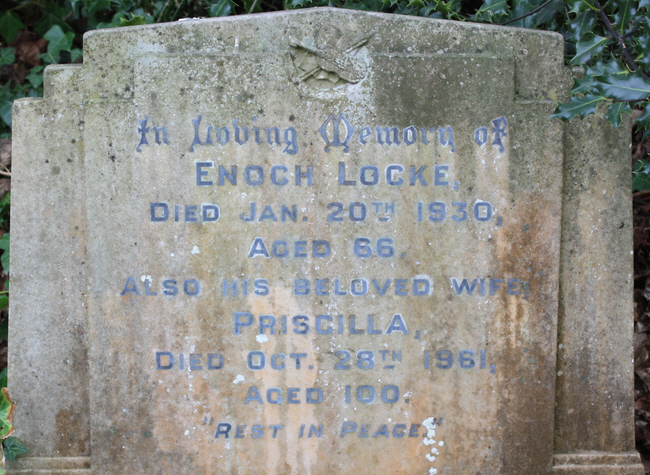 In Loving Memory of
ENOCH LOCKE,
DIED JAN. 20TH 1930,
AGED 66.
ALSO HIS BELOVED WIFE,
PRISCILLA,
DIED OCT. 28TH 1961,
AGED 100.
"REST IN PEACE"